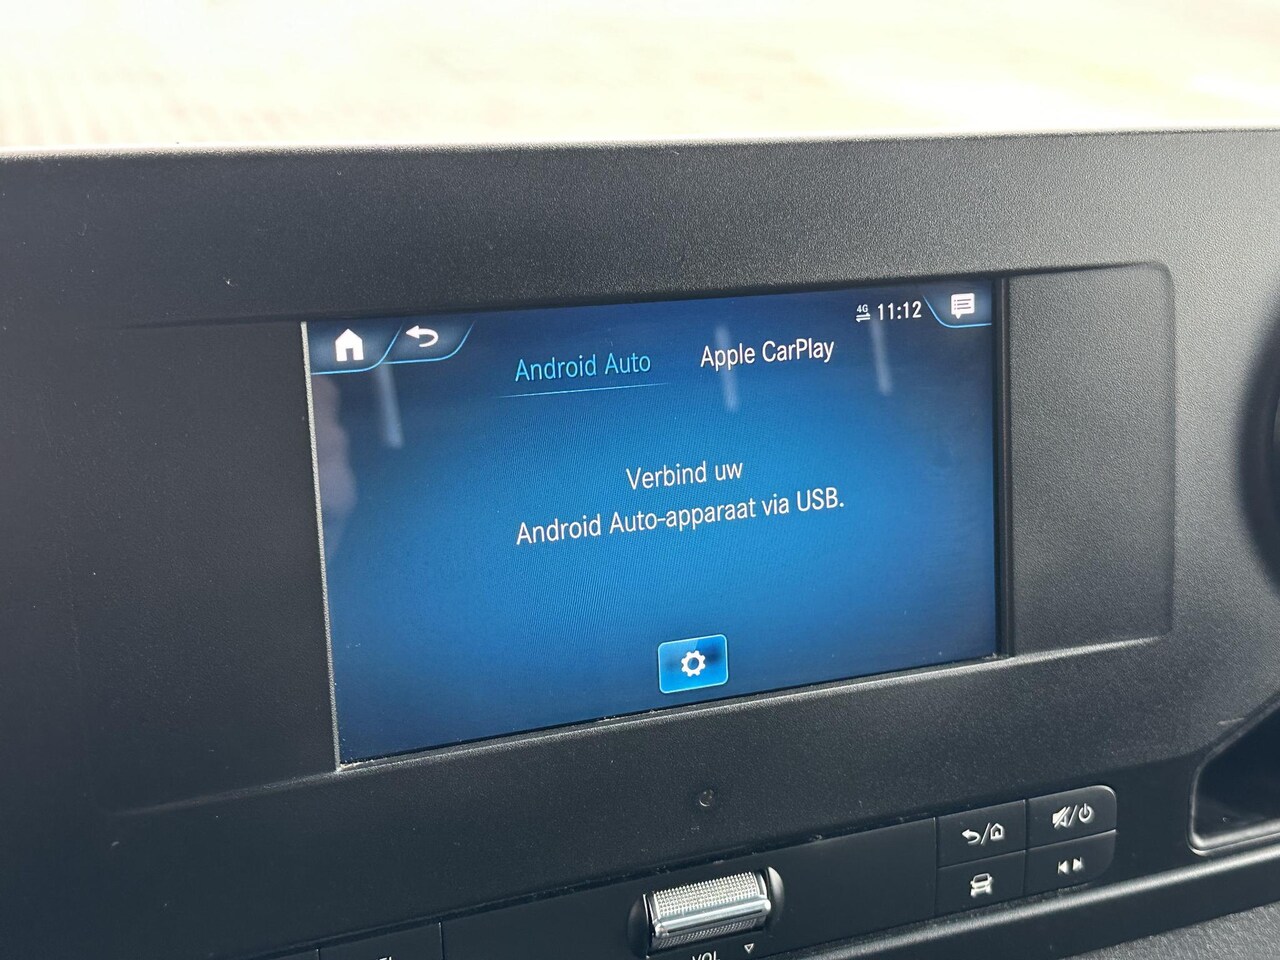 4G 11:12
Android Auto Apple CarPlay
Verbind uw
Android Auto-apparaat via USB.
VOL